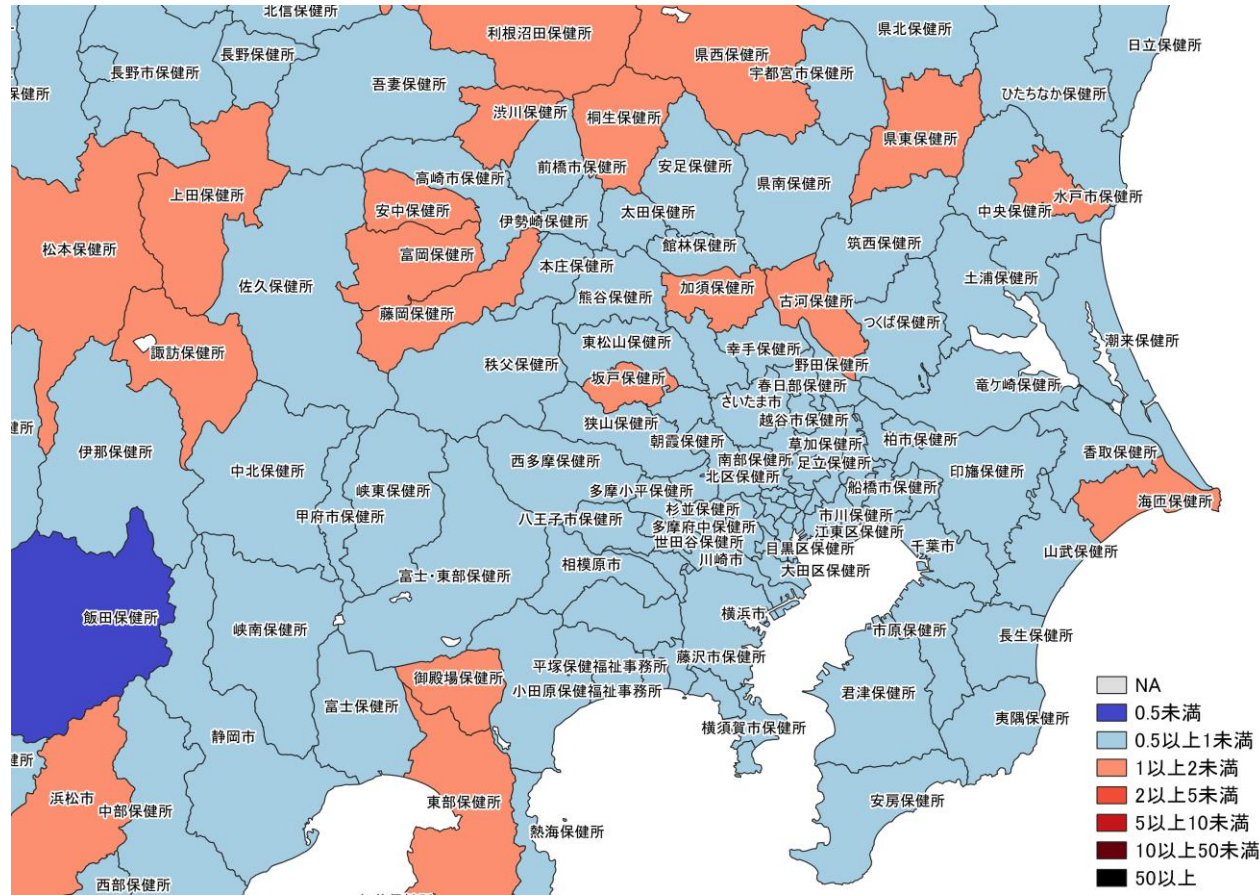 北信保健所
利根沼田保健所
県西保健所
県北保健所
日立保健所
長野市保健所
長野保健所
吾妻保健所
宇都宮市保健所
保健所
ひたちなか保健所
渋川保健所
桐生保健所
県東保健所
前橋市保健所
安足保健所
高崎市保健所
県南保健所
上田保健所
水戸市保健所
安中保健所
伊勢崎保健所
太田保健所
中央保健所
松本保健所
富岡保健所
館林保健所
筑西保健所
本庄保健所
土浦保健所
佐久保健所
熊谷保健所
加須保健所
古河保健所
藤岡保健所
つくば保健所
東松山保健所
幸手保健所
潮来保健所
諏訪保健所
秩父保健所
野田保健所
坂戸保健所
春日部保健所
竜ケ崎保健所
さいたま市
狭山保健所
越谷市保健所
健所
朝霞保健所
草加保健所
柏市保健所
伊那保健所
香取保健所
西多摩保健所
南部保健所
足立保健所
中北保健所
峡東保健所
北区保健所
印旛保健所
多摩小平保健所
船橋市保健所
海匝保健所
甲府市保健所
八王子市保健所
杉並保健所
市川保健所
多摩府中保健所
江東区保健所
世田谷保健所
目黒区保健所
千葉市
山武保健所
川崎市
相模原市
大田区保健所
富士・東部保健所
飯田保健所
横浜市
峡南保健所
市原保健所
長生保健所
藤沢市保健所
平塚保健福祉事務所
御殿場保健所
小田原保健福祉事務所
君津保健所
富士保健所
夷隅保健所
横須賀市保健所
静岡市
健所
浜松市
中部保健所
東部保健所
安房保健所
熱海保健所
西部保健所
NA
0.5未満
0.5以上1未満
1以上2未満
2以上5未満
5以上10未満
10以上50未満
50以上